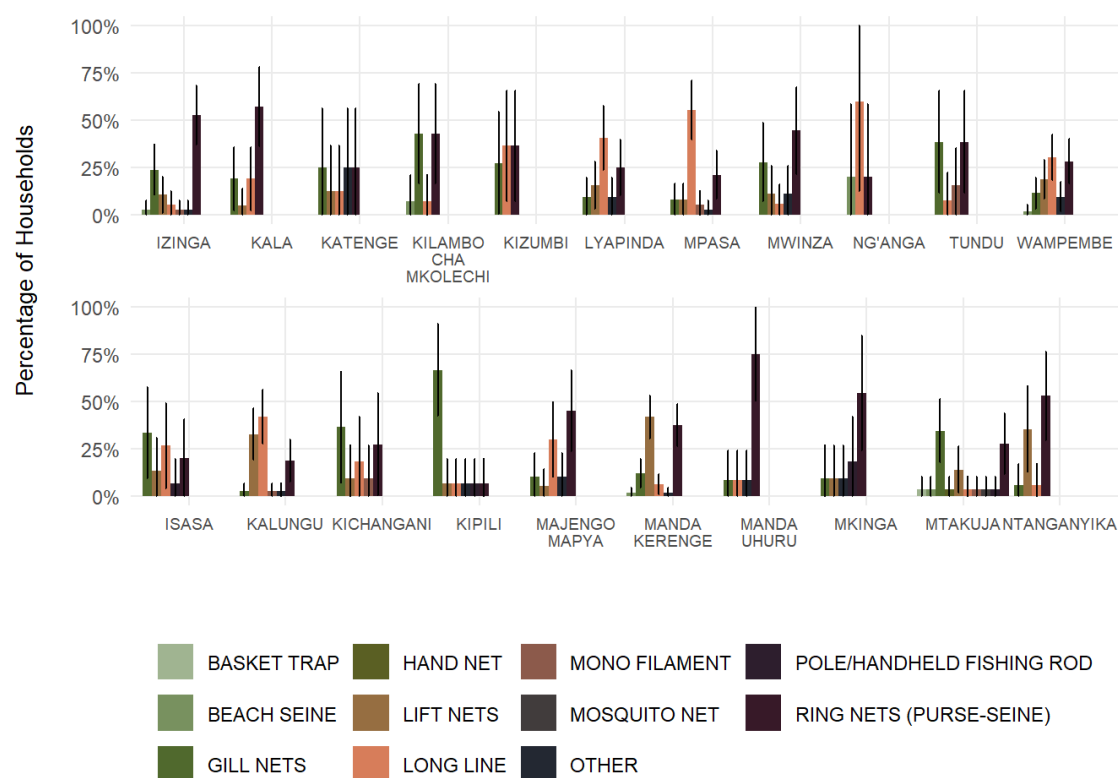 Percentage of Households
100%
75%
50%
25%
0%
IZINGA KALA KATENGE KILAMBO CHA MKOLECHI KIZUMBI LYAPINDA MPASA MWINZA NG'ANGA TUNDU WAMPEMBE
100%
75%
50%
25%
0%
ISASA KALUNGU KICHANGANI KIPILI MAJENGO MAPYA MANDA KERENGE MANDA UHURU MKINGA MTAKUJA NTANGANYIKA
BASKET TRAP HAND NET MONO FILAMENT POLE/HANDHELD FISHING ROD
BEACH SEINE LIFT NETS MOSQUITO NET RING NETS (PURSE-SEINE)
GILL NETS LONG LINE OTHER